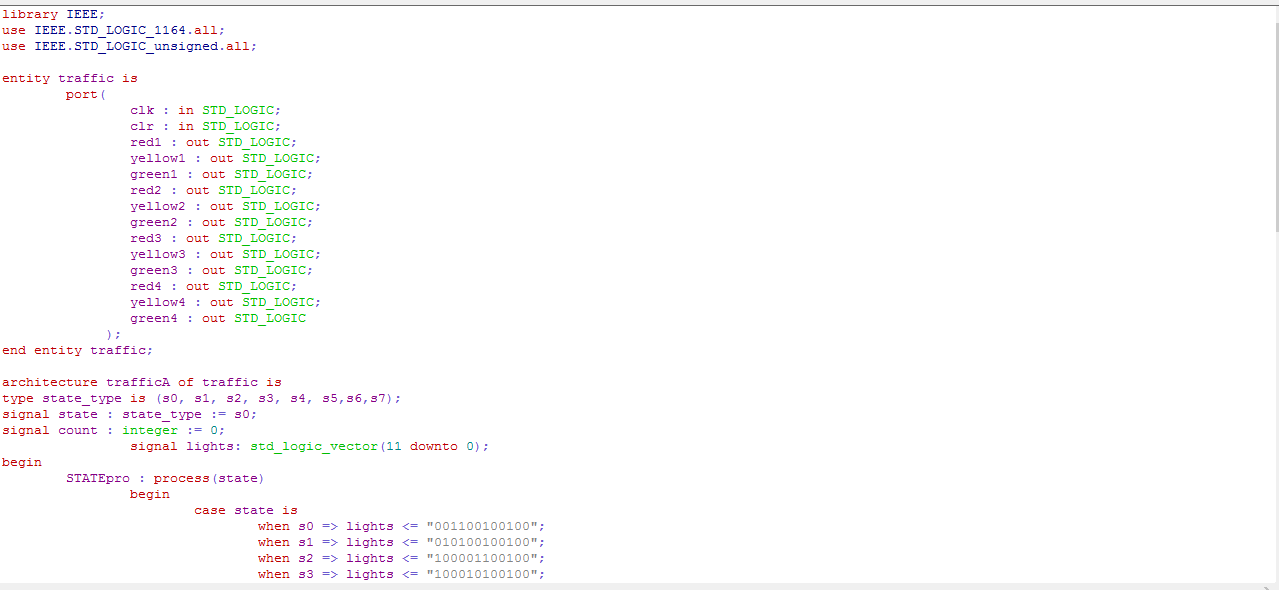 library IEEE;
use IEEE.STD_LOGIC_1164.all;
use IEEE.STD_LOGIC_unsigned.all;

entity traffic is
        port(
                clk : in STD_LOGIC;
                clr : in STD_LOGIC;
                red1 : out STD_LOGIC;
                yellow1 : out STD_LOGIC;
                green1 : out STD_LOGIC;
                red2 : out STD_LOGIC;
                yellow2 : out STD_LOGIC;
                green2 : out STD_LOGIC;
                red3 : out STD_LOGIC;
                yellow3 : out STD_LOGIC;
                green3 : out STD_LOGIC;
                red4 : out STD_LOGIC;
                yellow4 : out STD_LOGIC;
                green4 : out STD_LOGIC
             );
end entity traffic;

architecture trafficA of traffic is
type state_type is (s0, s1, s2, s3, s4, s5,s6,s7);
signal state : state_type := s0;
signal count : integer := 0;
                signal lights: std_logic_vector(11 downto 0);
begin
        STATEpro : process(state)
                begin
                        case state is
                                when s0 => lights <= "001100100100";
                                when s1 => lights <= "010100100100";
                                when s2 => lights <= "100001100100";
                                when s3 => lights <= "100010100100";